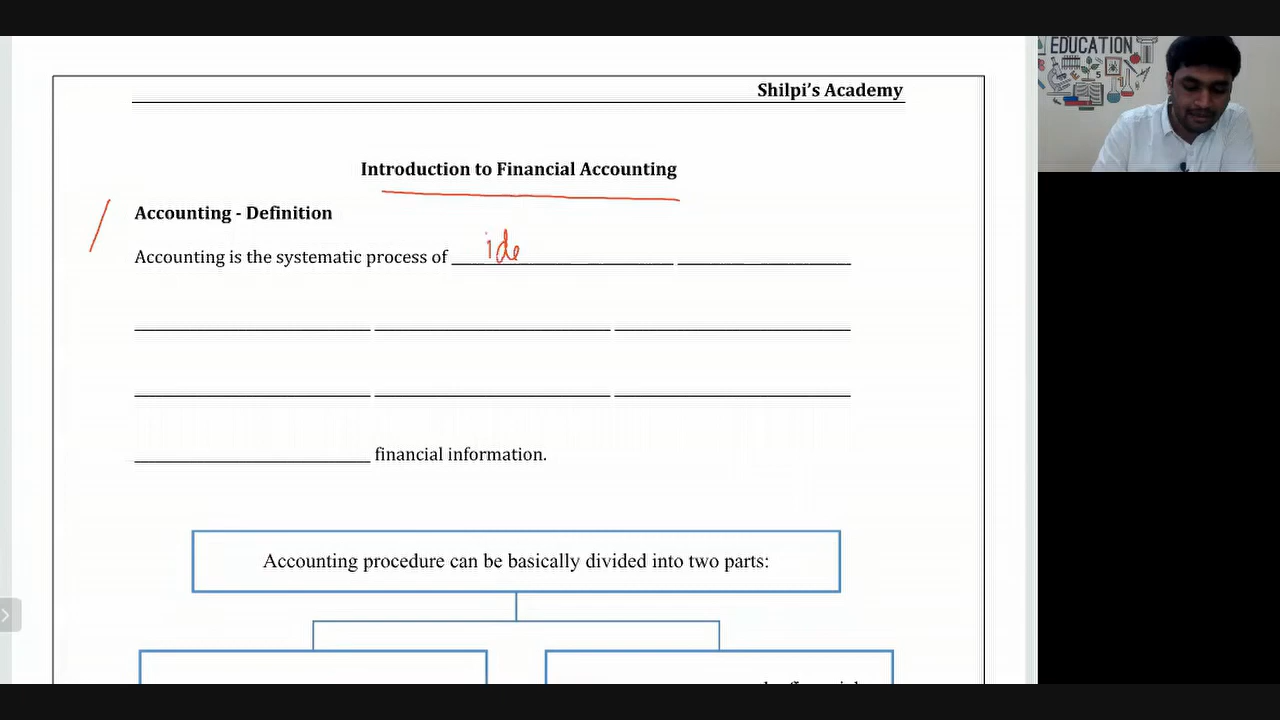 EDUCATION
Shilpi's Academy
Introduction to Financial Accounting
Accounting - Definition
Accounting is the systematic process of ide
financial information.
Accounting procedure can be basically divided into two parts: